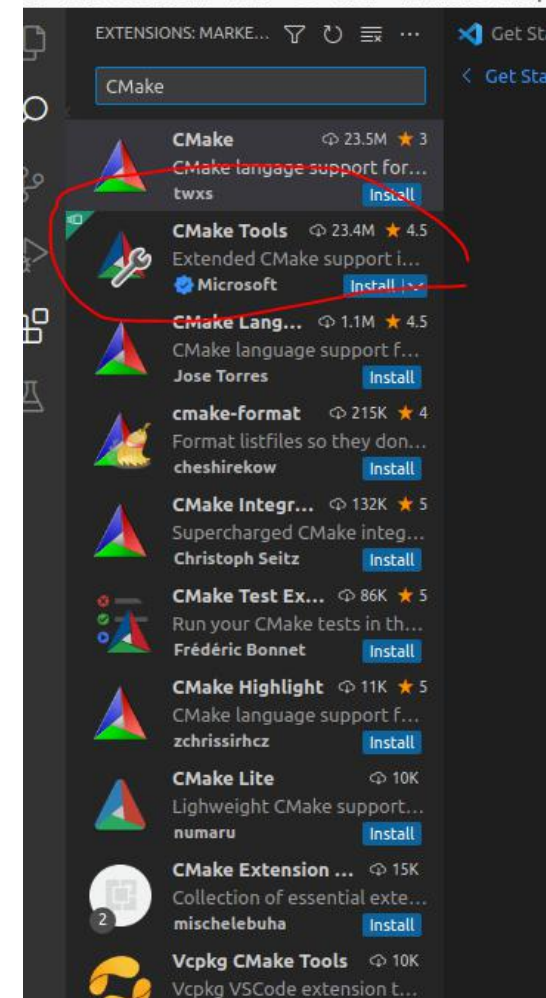 EXTENSIONS: MARKE...
Get Sta
CMake
Get Sta
CMake 23.5M ★ 3
CMake langage support for...
twxs Install
CMake Tools 23.4M ★ 4.5
Extended CMake support i...
Microsoft Install
CMake Lang... 1.1M ★ 4.5
CMake language support f...
Jose Torres Install
cmake-format 215K ★ 4
Format listfiles so they don...
cheshirekow Install
CMake Integr... 132K ★ 5
Supercharged CMake integ...
Christoph Seitz Install
CMake Test Ex... 86K ★ 5
Run your CMake tests in th...
Frédéric Bonnet Install
CMake Highlight 11K ★ 5
CMake language support f...
zchrissirhcz Install
CMake Lite 10K
Lighweight CMake support...
numaru Install
CMake Extension ... 15K
Collection of essential exte...
2 mischelebuha Install
Vcpkg CMake Tools 10K
Vcpkg VSCode extension t...